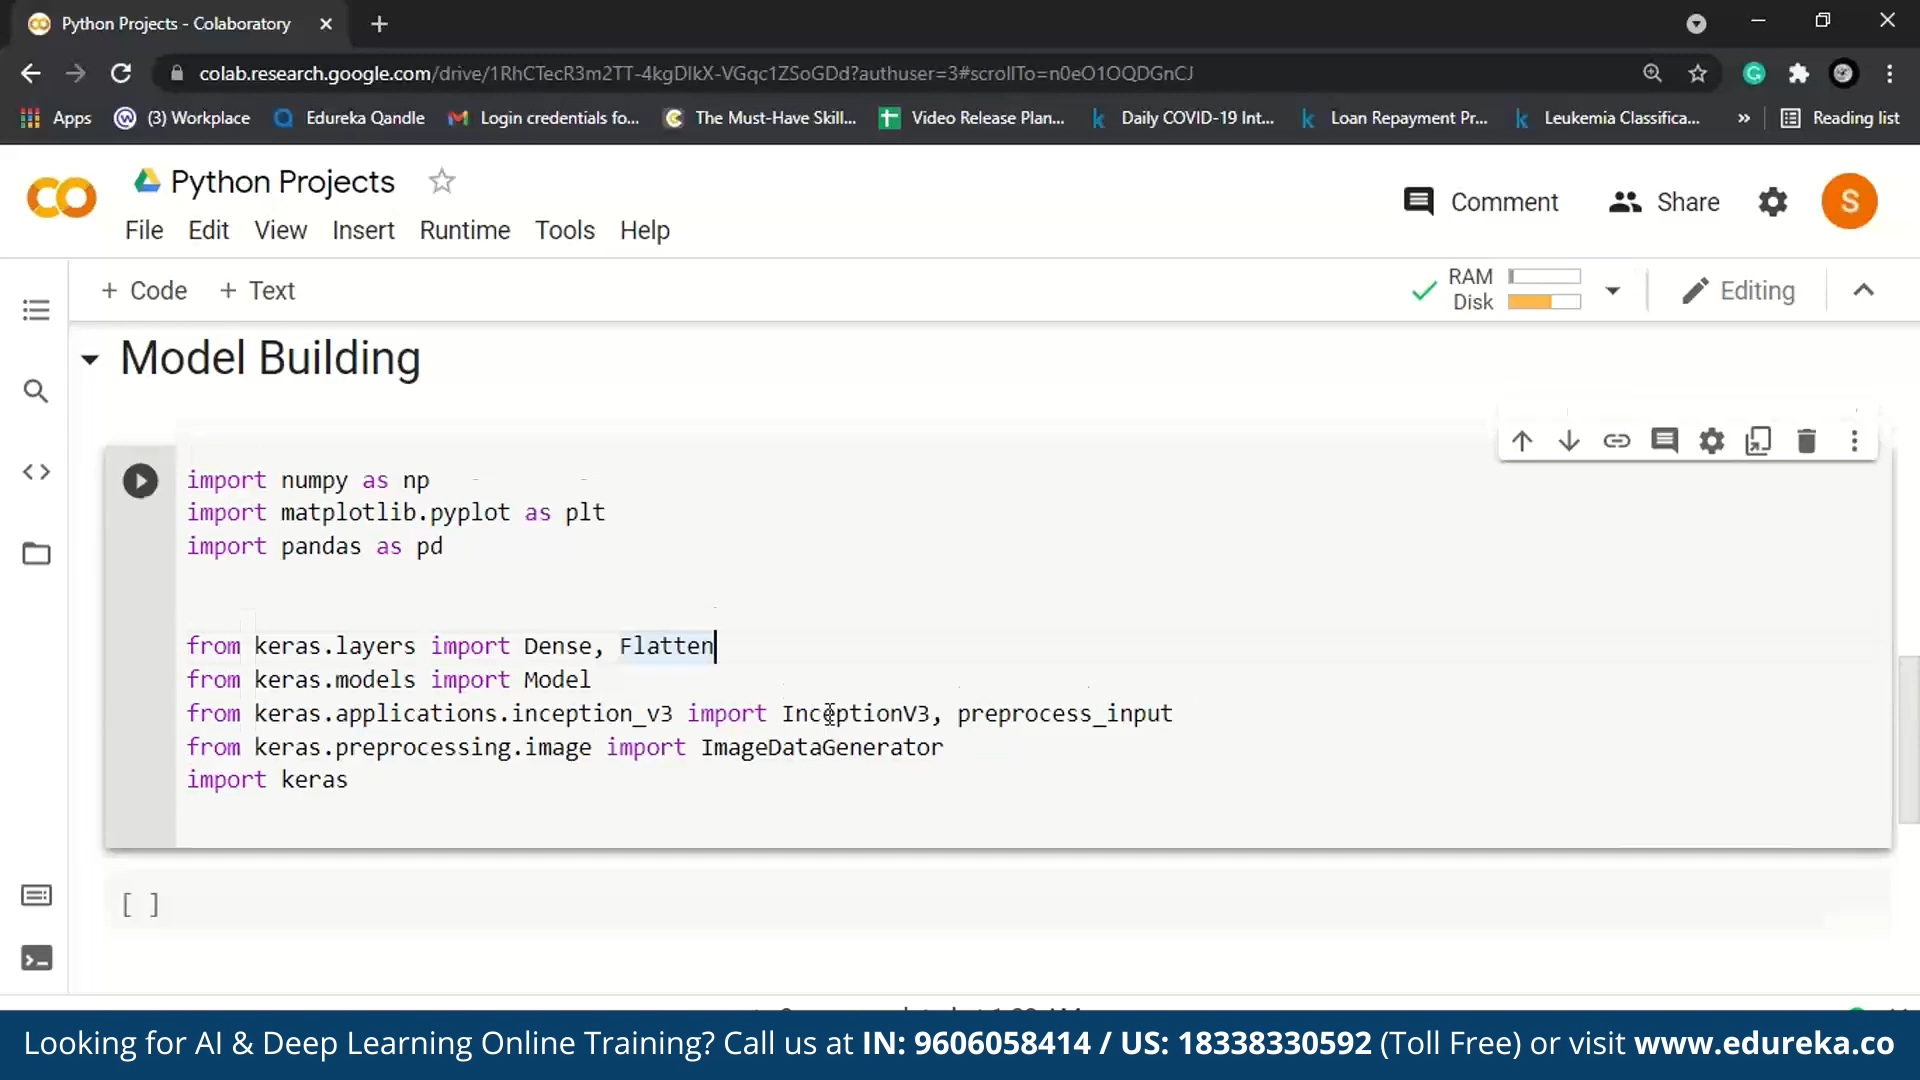 Python Projects - Colaboratory
colab.research.google.com/drive/1RhCTecR3m2TT-4kgDlkX-VGqc1ZSoGDd?authuser=3#scrollTo=n0eO1OQDGnCJ
Apps (3) Workplace Edureka Qandle Login credentials fo... The Must-Have Skill... Video Release Plan... Daily COVID-19 Int... Loan Repayment Pr... Leukemia Classifica... » Reading list
Python Projects
Comment Share S
File Edit View Insert Runtime Tools Help
+ Code + Text
RAM
Disk
Editing
Model Building
import numpy as np
import matplotlib.pyplot as plt
import pandas as pd
from keras.layers import Dense, Flatten
from keras.models import Model
from keras.applications.inception_v3 import InceptionV3, preprocess_input
from keras.preprocessing.image import ImageDataGenerator
import keras
[ ]
Looking for AI & Deep Learning Online Training? Call us at IN: 9606058414 / US: 18338330592 (Toll Free) or visit www.edureka.co